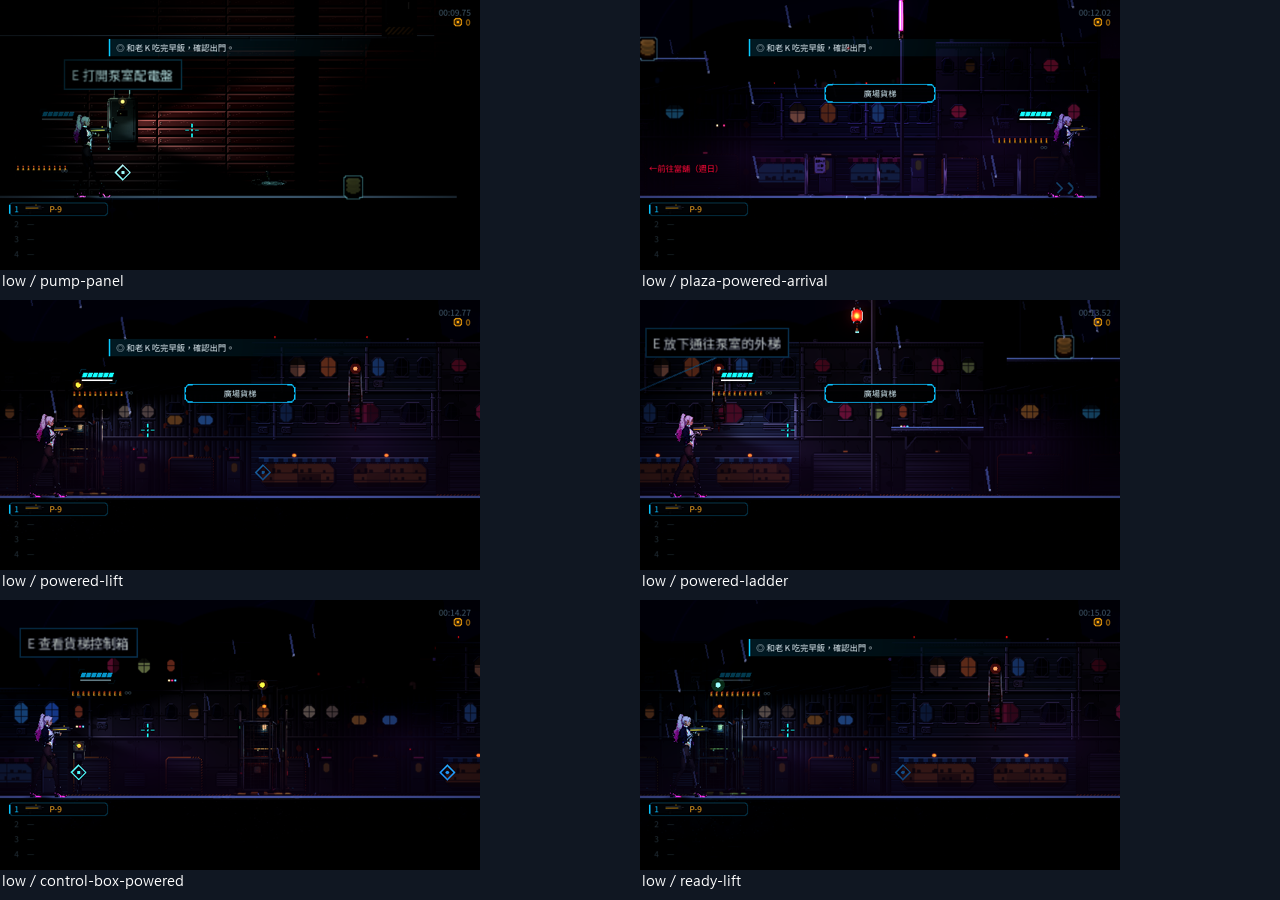 00:09.75
0
◎ 和老 K 吃完早飯，確認出門。
E 打開泵室配電盤
1 P-9
2 —
3 —
4 —
low / pump-panel
00:12.02
0
◎ 和老 K 吃完早飯，確認出門。
廣場貨梯
←前往當舖（週日）
1 P-9
2 —
3 —
4 —
low / plaza-powered-arrival
00:12.77
0
◎ 和老 K 吃完早飯，確認出門。
廣場貨梯
1 P-9
2 —
3 —
4 —
low / powered-lift
0
E 放下通往泵室的外梯
廣場貨梯
1 P-9
2 —
3 —
4 —
low / powered-ladder
00:14.27
0
E 查看貨梯控制箱
1 P-9
2 —
3 —
4 —
low / control-box-powered
00:15.02
0
◎ 和老 K 吃完早飯，確認出門。
1 P-9
2 —
3 —
4 —
low / ready-lift